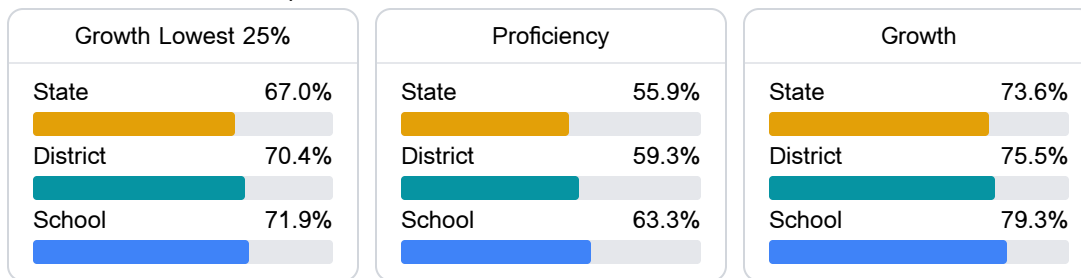 Growth Lowest 25%
State 67.0%
District 70.4%
School 71.9%
Proficiency
State 55.9%
District 59.3%
School 63.3%
Growth
State 73.6%
District 75.5%
School 79.3%